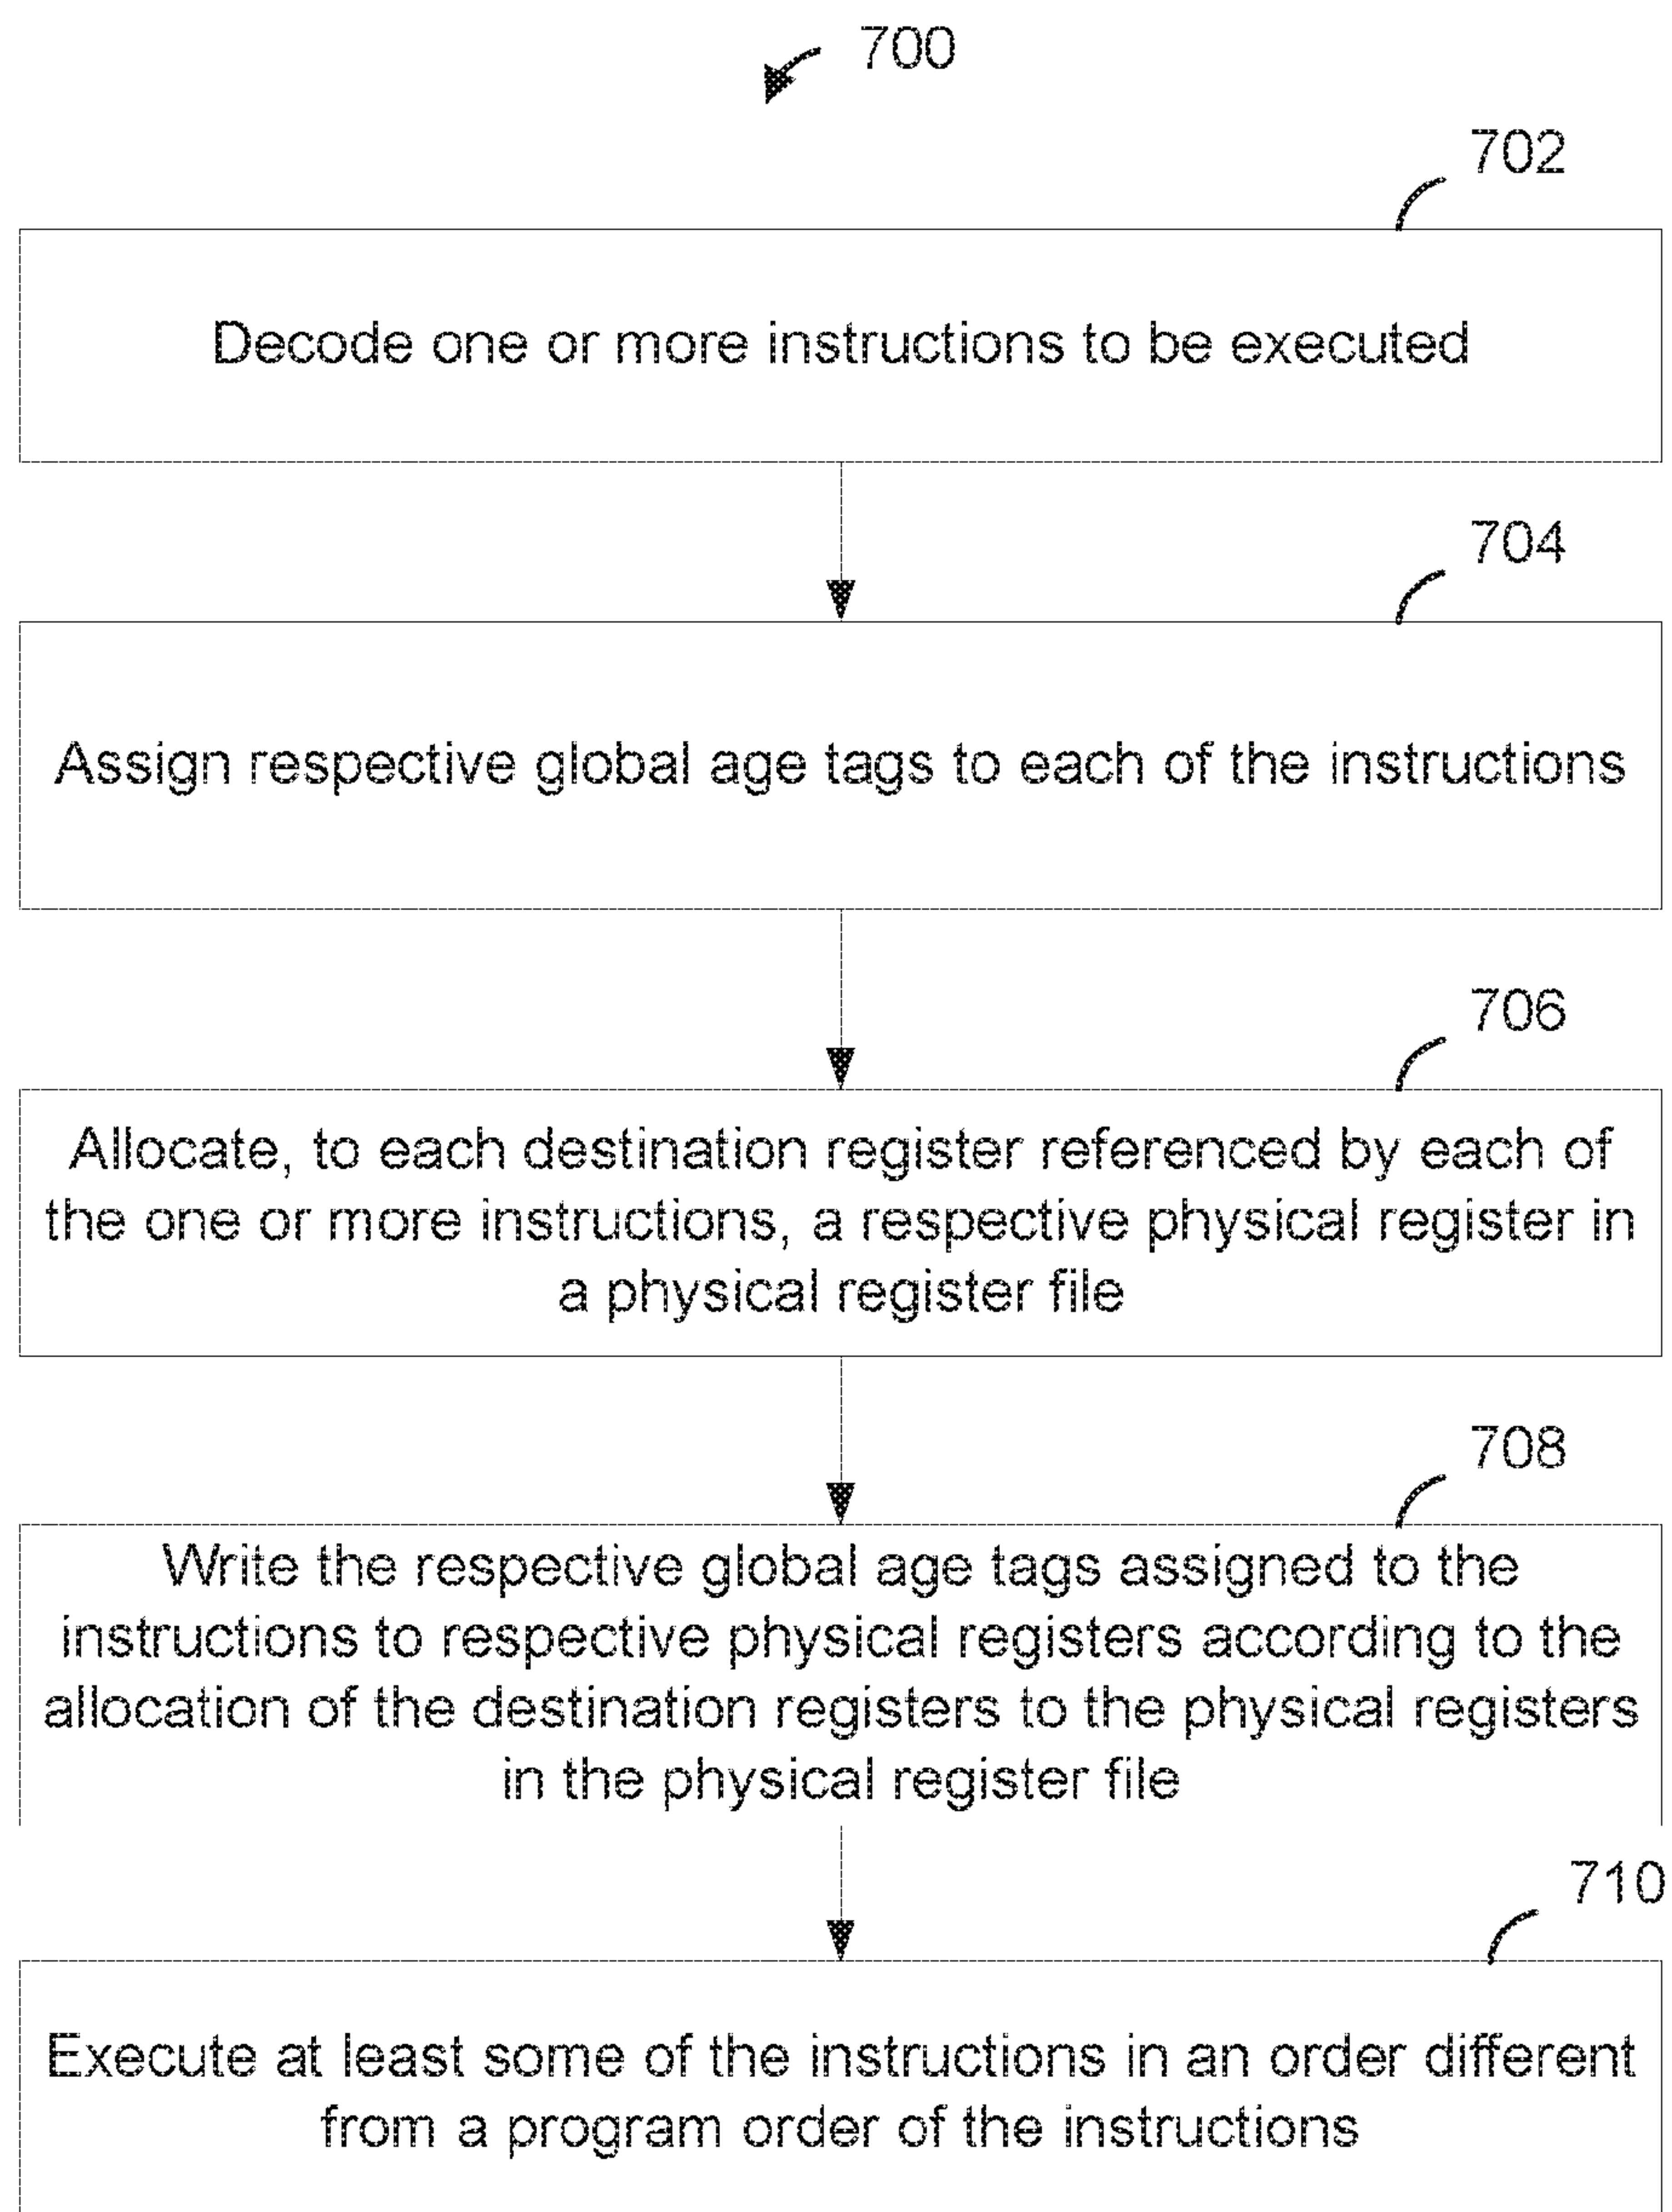 700
702
Decode one or more instructions to be executed
704
Assign respective global age tags to each of the instructions
706
Allocate, to each destination register referenced by each of
the one or more instructions, a respective physical register in
a physical register file
708
Write the respective global age tags assigned to the
instructions to respective physical registers according to the
allocation of the destination registers to the physical registers
in the physical register file
710
Execute at least some of the instructions in an order different
from a program order of the instructions